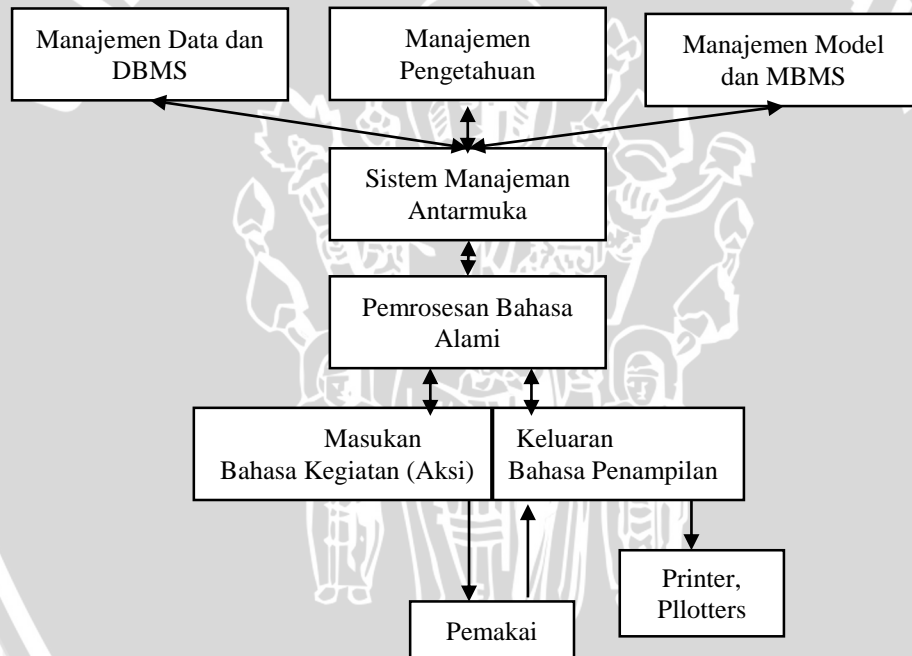 Manajemen Data dan
DBMS
Manajemen
Pengetahuan
Manajemen Model
dan MBMS
Sistem Manajeman
Antarmuka
Pemrosesan Bahasa
Alami
Masukan
Bahasa Kegiatan (Aksi)
Keluaran
Bahasa Penampilan
Printer,
Pllotters
Pemakai